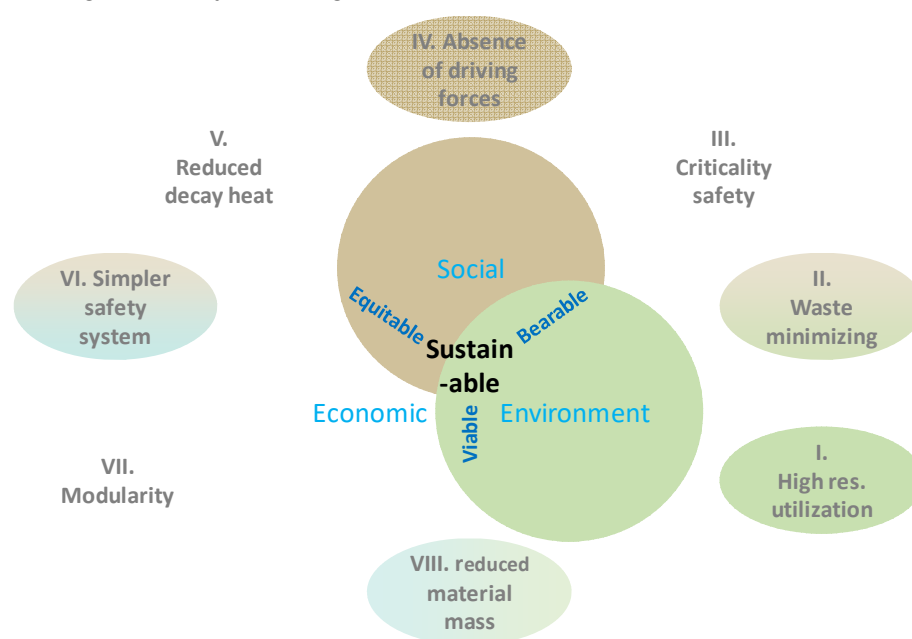 IV. Absence
of driving
forces
V.
Reduced
decay heat
III.
Criticality
safety
Social
VI. Simpler
safety
system
II.
Waste
minimizing
Equitable
Bearable
Sustain
-able
Economic
Environment
Viable
VII.
Modularity
I.
High res.
utilization
VIII. reduced
material
mass